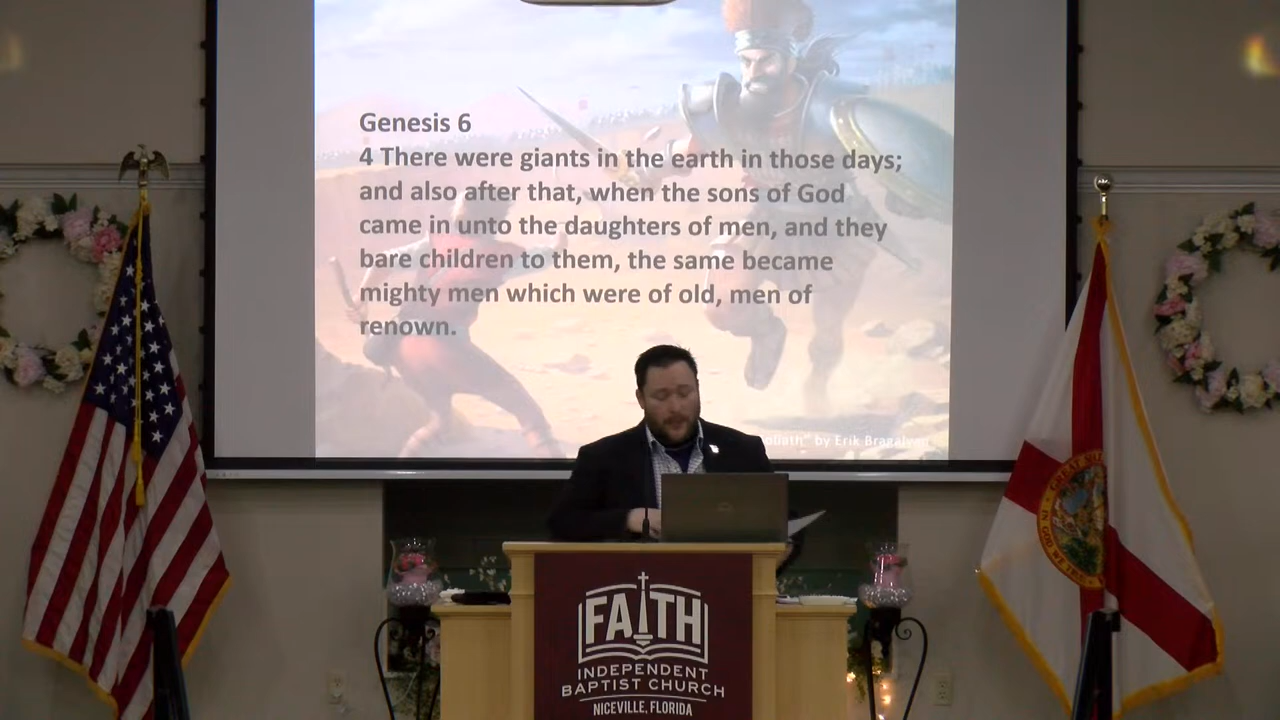 Genesis 6
4 There were giants in the earth in those days;
and also after that, when the sons of God
came in unto the daughters of men, and they
bare children to them, the same became
mighty men which were of old, men of
renown.
by Erik
FAITH
INDEPENDENT
BAPTIST CHURCH
NICEVILLE, FLORIDA